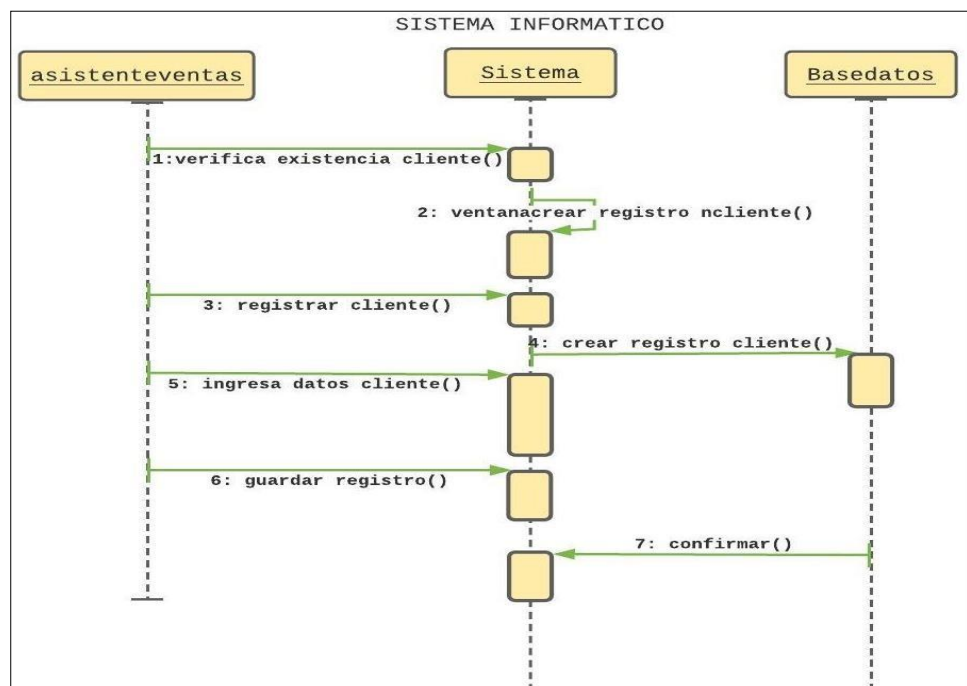 SISTEMA INFORMATICO
asistenteventas
Sistema
Basedatos
1:verifica existencia cliente()
2: ventanacrear registro ncliente()
3: registrar cliente()
4: crear registro cliente()
5: ingresa datos cliente()
6: guardar registro()
7: confirmar()